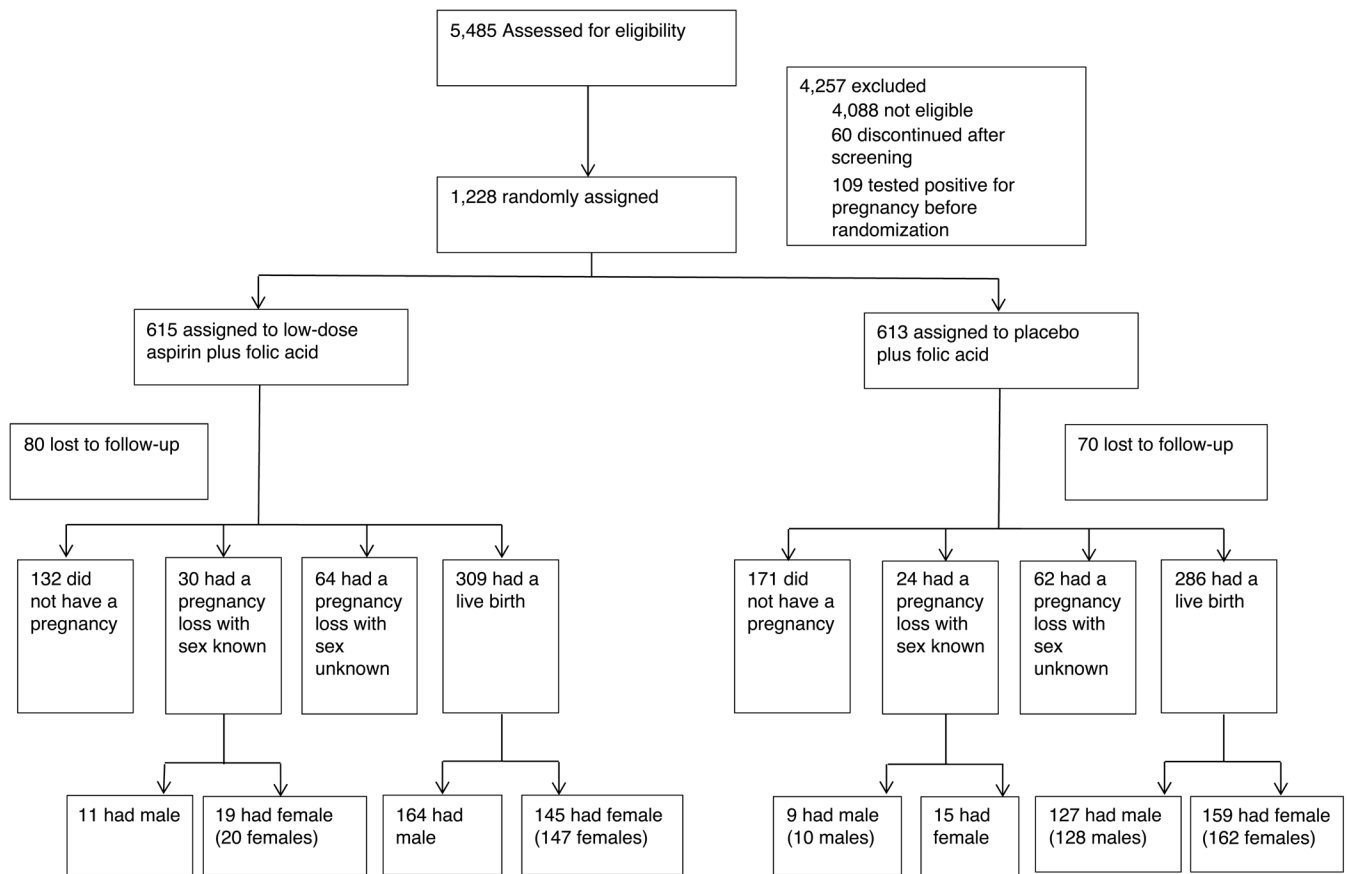 5,485 Assessed for eligibility
4,257 excluded
4,088 not eligible
60 discontinued after
screening
109 tested positive for
pregnancy before
randomization
1,228 randomly assigned
615 assigned to low-dose
aspirin plus folic acid
613 assigned to placebo
plus folic acid
80 lost to follow-up
70 lost to follow-up
132 did
not have a
pregnancy
30 had a
pregnancy
loss with
sex known
64 had a
pregnancy
loss with
sex
unknown
309 had a
live birth
171 did
not have a
pregnancy
24 had a
pregnancy
loss with
sex known
62 had a
pregnancy
loss with
sex
unknown
286 had a
live birth
11 had male
19 had female
(20 females)
164 had
male
145 had female
(147 females)
9 had male
(10 males)
15 had
female
127 had male
(128 males)
159 had female
(162 females)